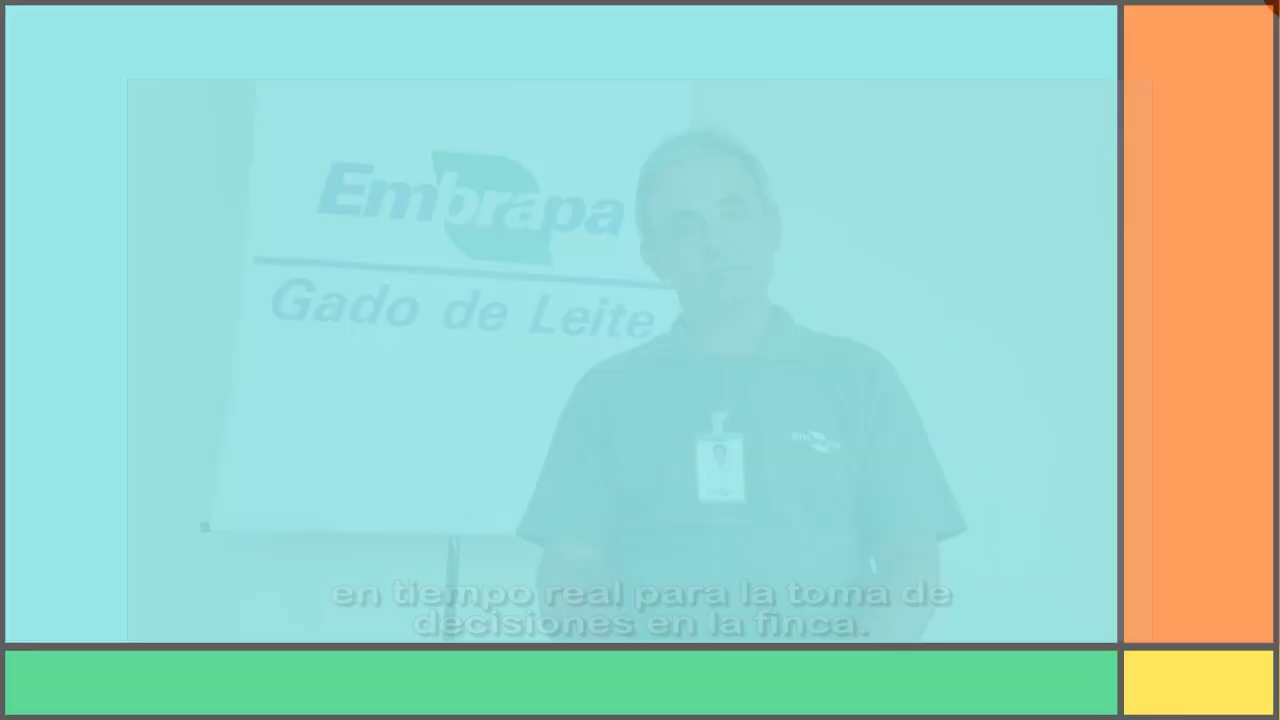 Embrapa
Gado de Leite
en tiempo real para la toma de
decisiones en la finca.